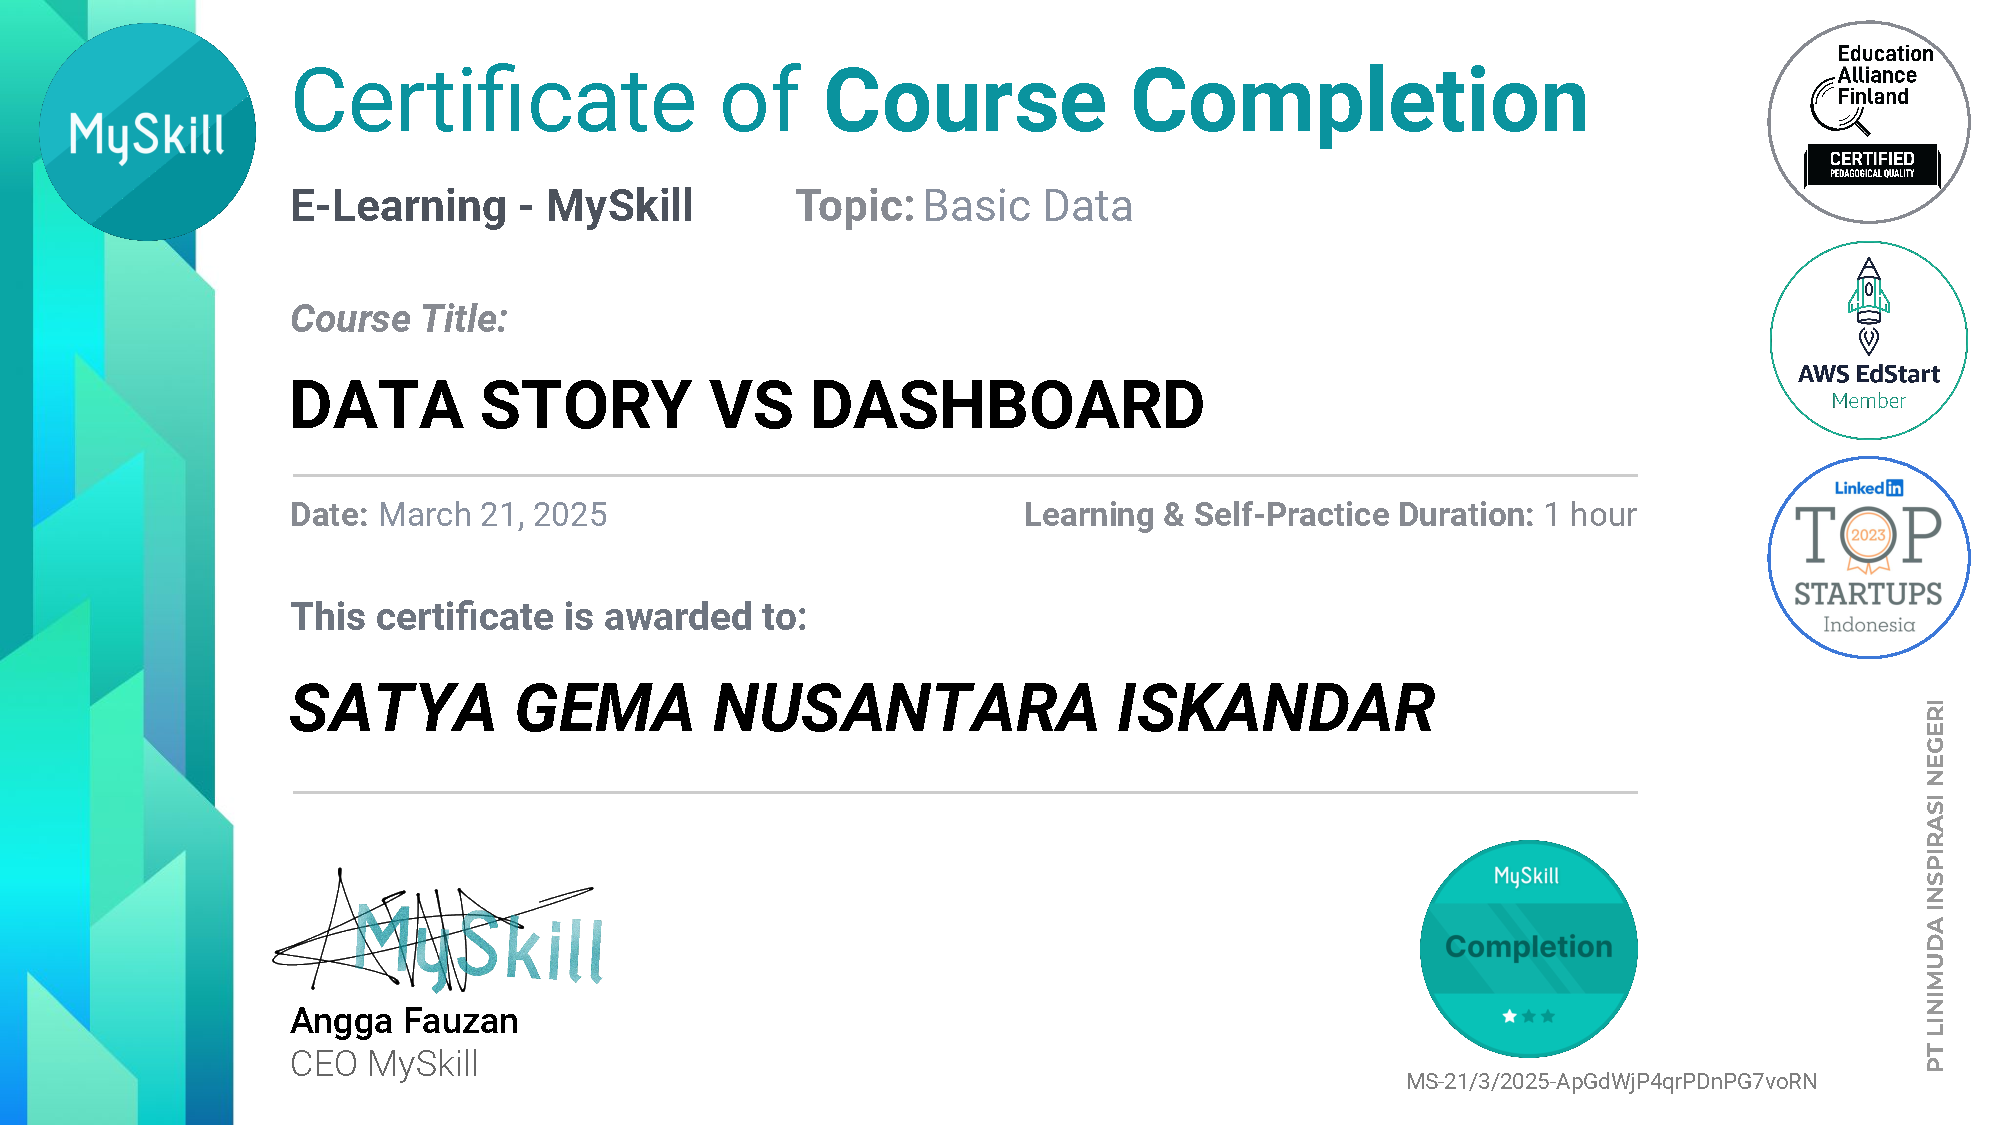 MySkill
Certificate of Course Completion
E-Learning - MySkill
Topic: Basic Data
Course Title:
DATA STORY VS DASHBOARD
Date: March 21, 2025
Learning & Self-Practice Duration: 1 hour
This certificate is awarded to:
SATYA GEMA NUSANTARA ISKANDAR
MySkill
Angga Fauzan
CEO MySkill
MySkill
Completion
MS-21/3/2025-ApGdWjP4qrPDnPG7voRN
Education
Alliance
Finland
CERTIFIED
PEDAGOGICAL QUALITY
AWS EdStart
Member
Linked in
TOP
2023
STARTUPS
Indonesia
PT LINIMUDA INSPIRASI NEGERI